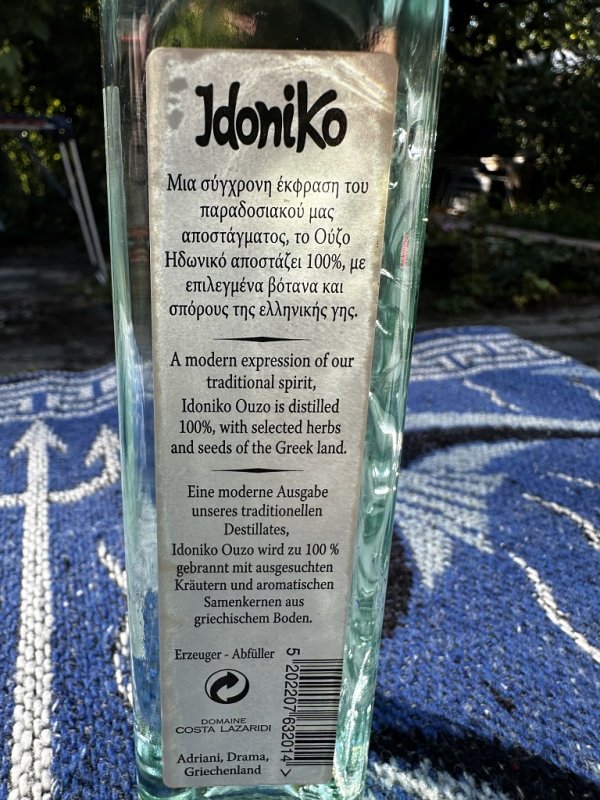 Idoniko
Μια σύγχρονη έκφραση του
παραδοσιακού μας
αποστάγματος, το Ούζο
Ηδωνικό αποστάζει 100%, με
επιλεγμένα βότανα και
σπόρους της ελληνικής γης.
A modern expression of our
traditional spirit,
Idoniko Ouzo is distilled
100%, with selected herbs
and seeds of the Greek land.
Eine moderne Ausgabe
unseres traditionellen
Destillates,
Idoniko Ouzo wird zu 100 %
gebrannt mit ausgesuchten
Kräutern und aromatischen
Samenkernen aus
griechischem Boden.
Erzeuger - Abfüller
DOMAINE
COSTA LAZARIDI
Adriani, Drama,
Griechenland
5 202207 632014 >